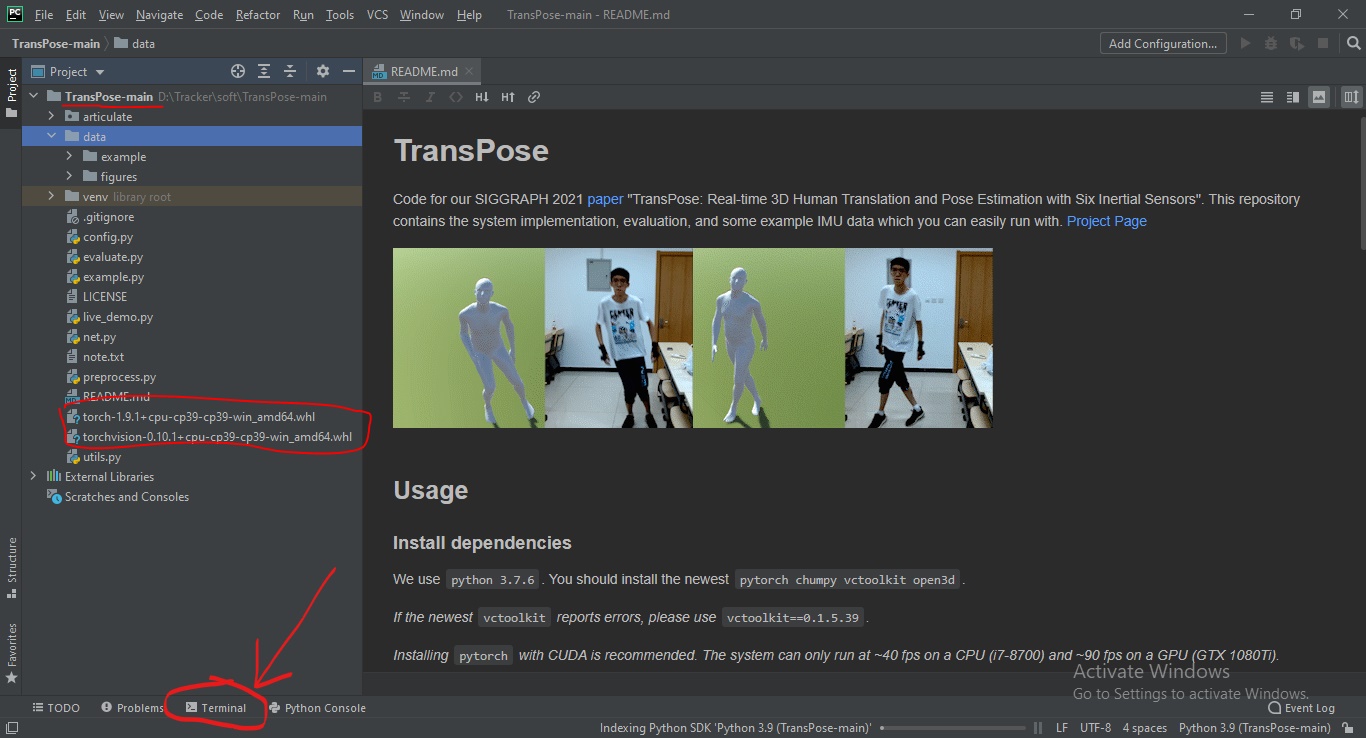 PC File Edit View Navigate Code Refactor Run Tools VCS Window Help TransPose-main - README.md
TransPose-main data Add Configuration...
Project
Project
README.md
TransPose-main D:\Tracker\soft\TransPose-main
articulate
data
example
figures
venv library root
.gitignore
config.py
evaluate.py
example.py
LICENSE
live_demo.py
net.py
note.txt
preprocess.py
README.md
torch-1.9.1+cpu-cp39-cp39-win_amd64.whl
torchvision-0.10.1+cpu-cp39-cp39-win_amd64.whl
utils.py
External Libraries
Scratches and Consoles
Structure
Favorites
B I H↓ H↑
TransPose
Code for our SIGGRAPH 2021 paper "TransPose: Real-time 3D Human Translation and Pose Estimation with Six Inertial Sensors". This repository
contains the system implementation, evaluation, and some example IMU data which you can easily run with. Project Page
Usage
Install dependencies
We use python 3.7.6 . You should install the newest pytorch chumpy vctoolkit open3d .
If the newest vctoolkit reports errors, please use vctoolkit==0.1.5.39 .
Installing pytorch with CUDA is recommended. The system can only run at ~40 fps on a CPU (i7-8700) and ~90 fps on a GPU (GTX 1080Ti).
Activate Windows
Go to Settings to activate Windows.
TODO Problems Terminal Python Console Event Log
Indexing Python SDK 'Python 3.9 (TransPose-main)' LF UTF-8 4 spaces Python 3.9 (TransPose-main)